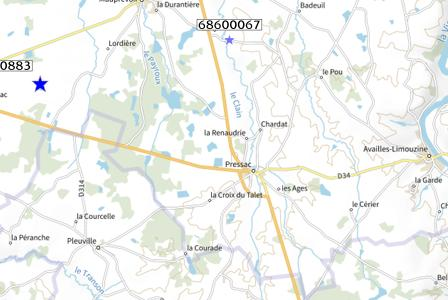 la Durantière
Badeuil
68600067
Lordière
le Payroux
0883
le Pou
le Clain
ac
la Renaudrie
Chardat
Availles-Limouzine
Pressac
D34
la Garde
D314
les Ages
la Croix du Talet
le Cérier
la Courcelle
la Péranche
Pleuville
la Courade
le Transon
Bel